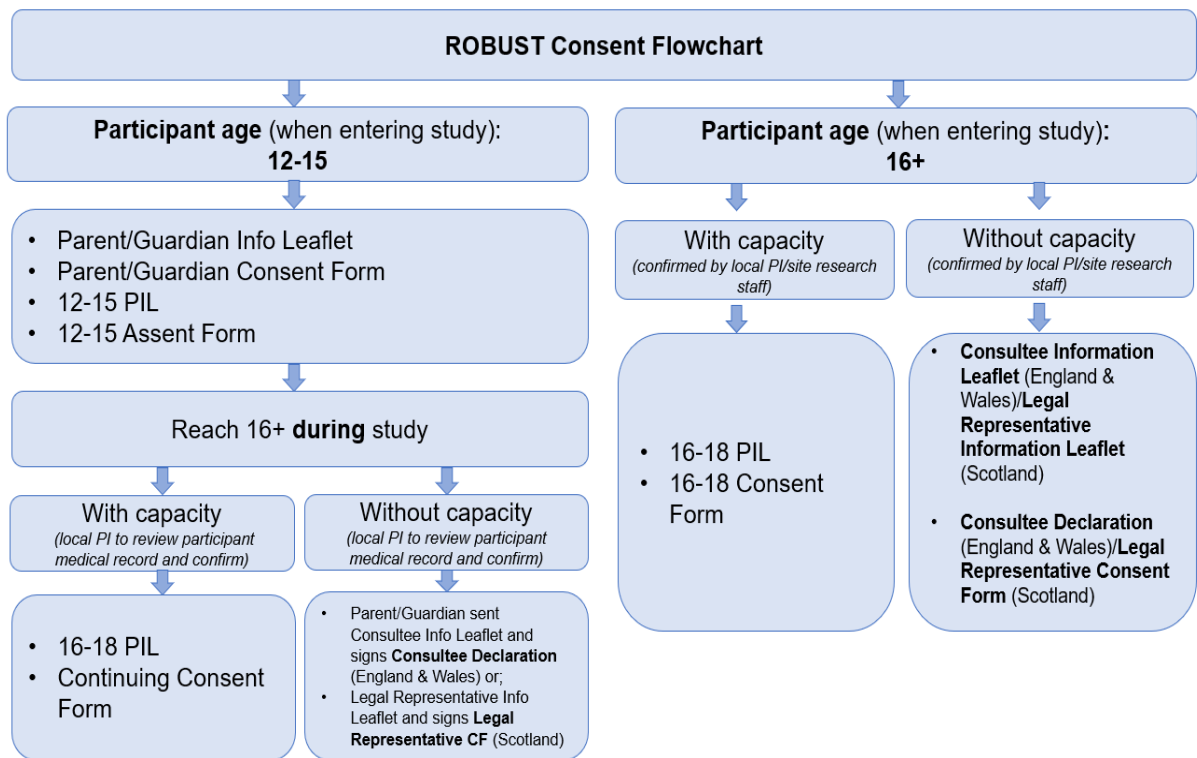 ROBUST Consent Flowchart
Participant age (when entering study):
12-15
• Parent/Guardian Info Leaflet
• Parent/Guardian Consent Form
• 12-15 PIL
• 12-15 Assent Form
Reach 16+ during study
With capacity
(local PI to review participant
medical record and confirm)
• 16-18 PIL
• Continuing Consent
Form
Without capacity
(local PI to review participant
medical record and confirm)
• Parent/Guardian sent
Consultee Info Leaflet and
signs Consultee Declaration
(England & Wales) or;
• Legal Representative Info
Leaflet and signs Legal
Representative CF (Scotland)
Participant age (when entering study):
16+
With capacity
(confirmed by local PI/site research
staff)
• 16-18 PIL
• 16-18 Consent
Form
Without capacity
(confirmed by local PI/site research
staff)
• Consultee Information
Leaflet (England &
Wales)/Legal
Representative
Information Leaflet
(Scotland)
• Consultee Declaration
(England & Wales)/Legal
Representative Consent
Form (Scotland)